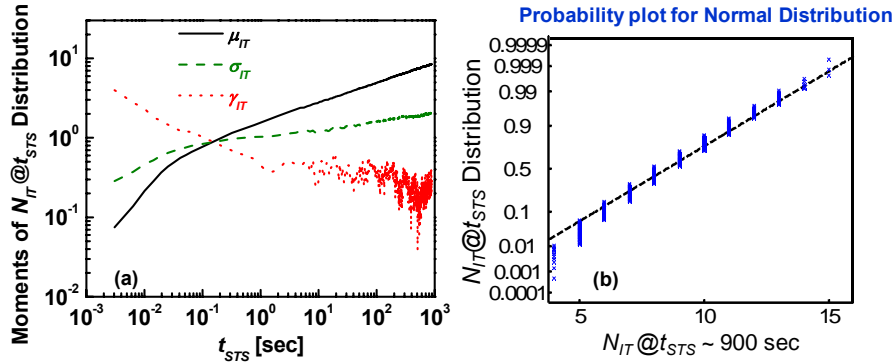 Probability plot for Normal Distribution
Moments of N_IT@t_STS Distribution
10^1
10^0
10^-1
10^-2
μ_IT
σ_IT
γ_IT
(a)
10^-3 10^-2 10^-1 10^0 10^1 10^2 10^3
t_STS [sec]
N_IT@t_STS Distribution
0.9999
0.999
0.99
0.9
0.5
0.1
0.01
0.001
0.0001
(b)
5 10 15
N_IT@t_STS ~ 900 sec